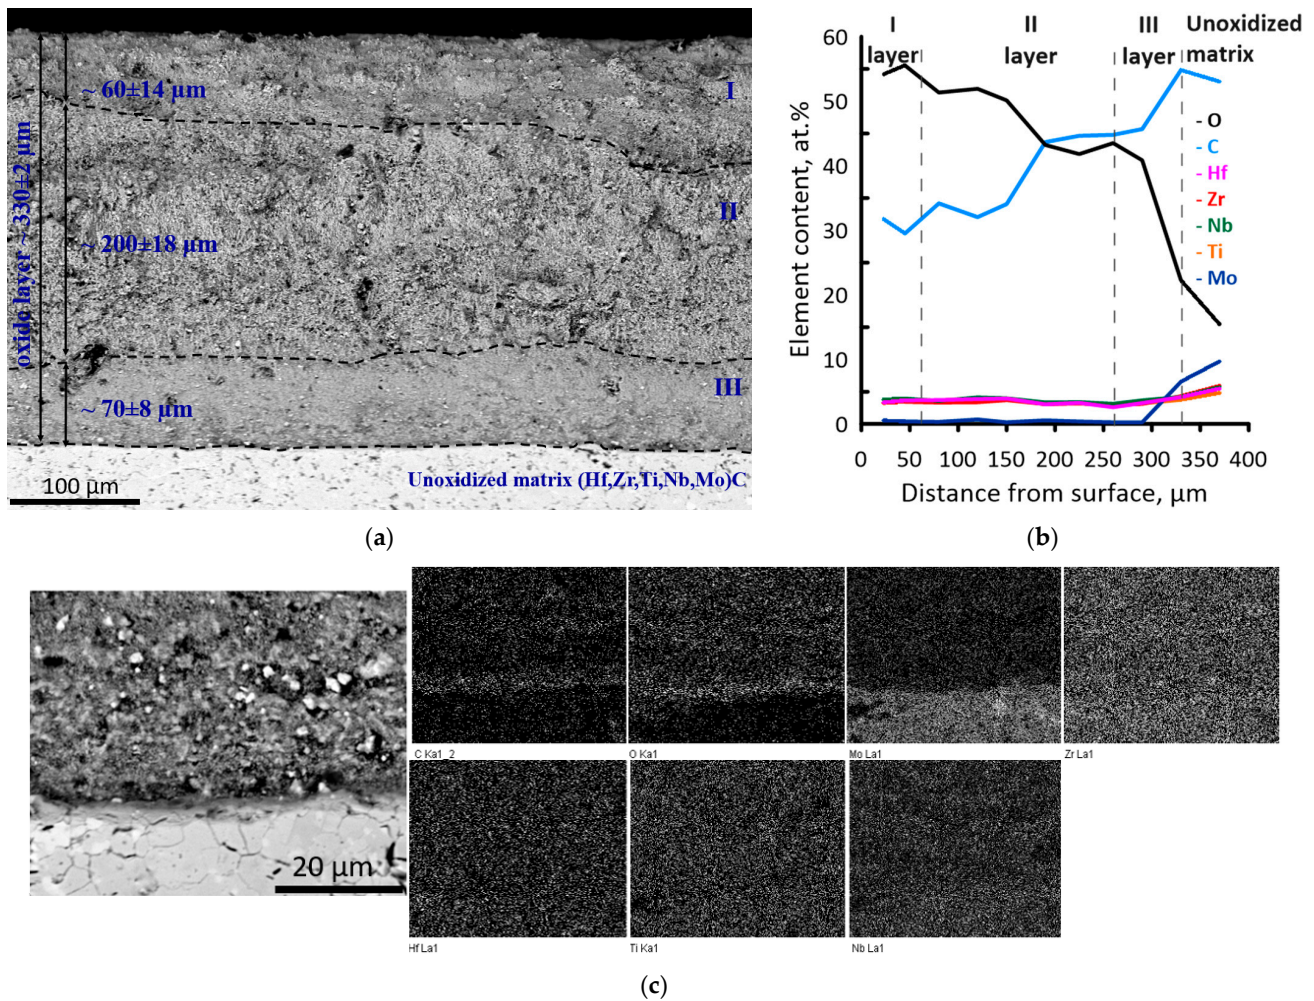 ~ 60±14 µm
I
oxide layer ~330±2 µm
II
~ 200±18 µm
III
~ 70±8 µm
Unoxidized matrix (Hf,Zr,Ti,Nb,Mo)C
100 µm
(a)
I layer
II layer
III layer
Unoxidized matrix
60
50
40
30
20
10
0
Element content, at.%
- O
- C
- Hf
- Zr
- Nb
- Ti
- Mo
0 50 100 150 200 250 300 350 400
Distance from surface, µm
(b)
20 µm
C Ka1_2
O Ka1
Mo La1
Zr La1
Hf La1
Ti Ka1
Nb La1
(c)